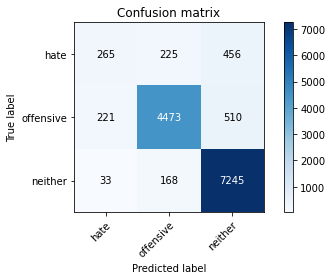 Confusion matrix
True label
hate
265
225
456
offensive
221
4473
510
neither
33
168
7245
hate
offensive
neither
Predicted label
7000
6000
5000
4000
3000
2000
1000